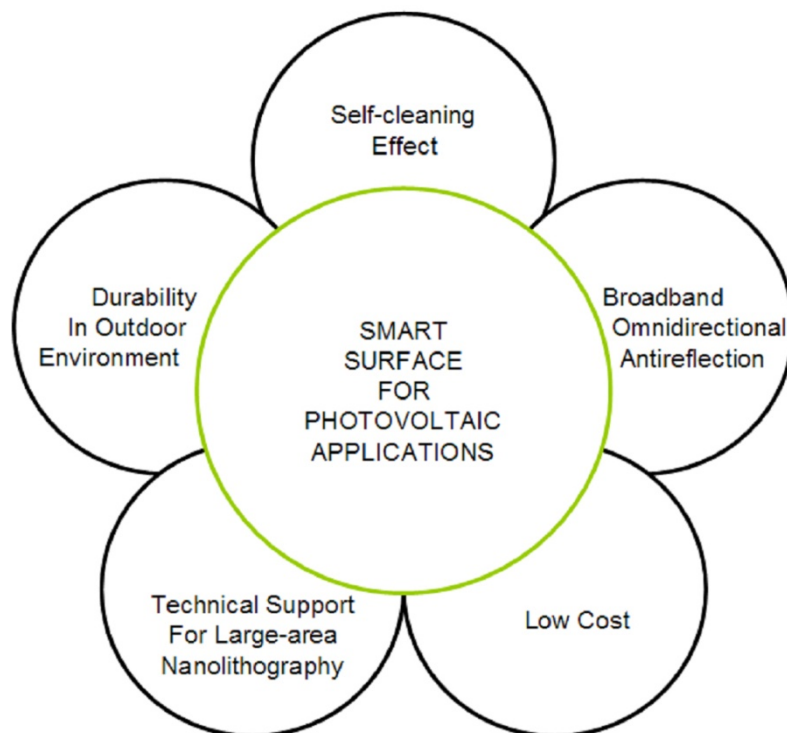 Self-cleaning
Effect
Durability
In Outdoor
Environment
SMART
SURFACE
FOR
PHOTOVOLTAIC
APPLICATIONS
Broadband
Omnidirectional
Antireflection
Technical Support
For Large-area
Nanolithography
Low Cost